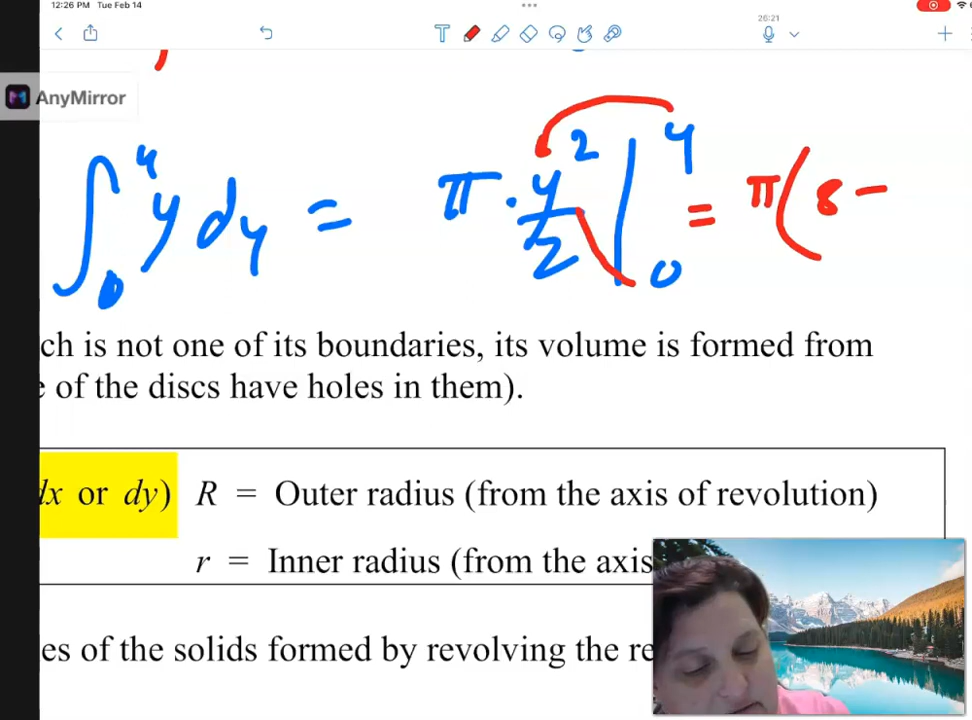 12:26 PM Tue Feb 14
26:21
AnyMirror
∫₀⁴ y dy = π · y²/2 |₀⁴ = π(8 −
ch is not one of its boundaries, its volume is formed from
e of the discs have holes in them).
dx or dy) R = Outer radius (from the axis of revolution)
r = Inner radius (from the axis
es of the solids formed by revolving the re